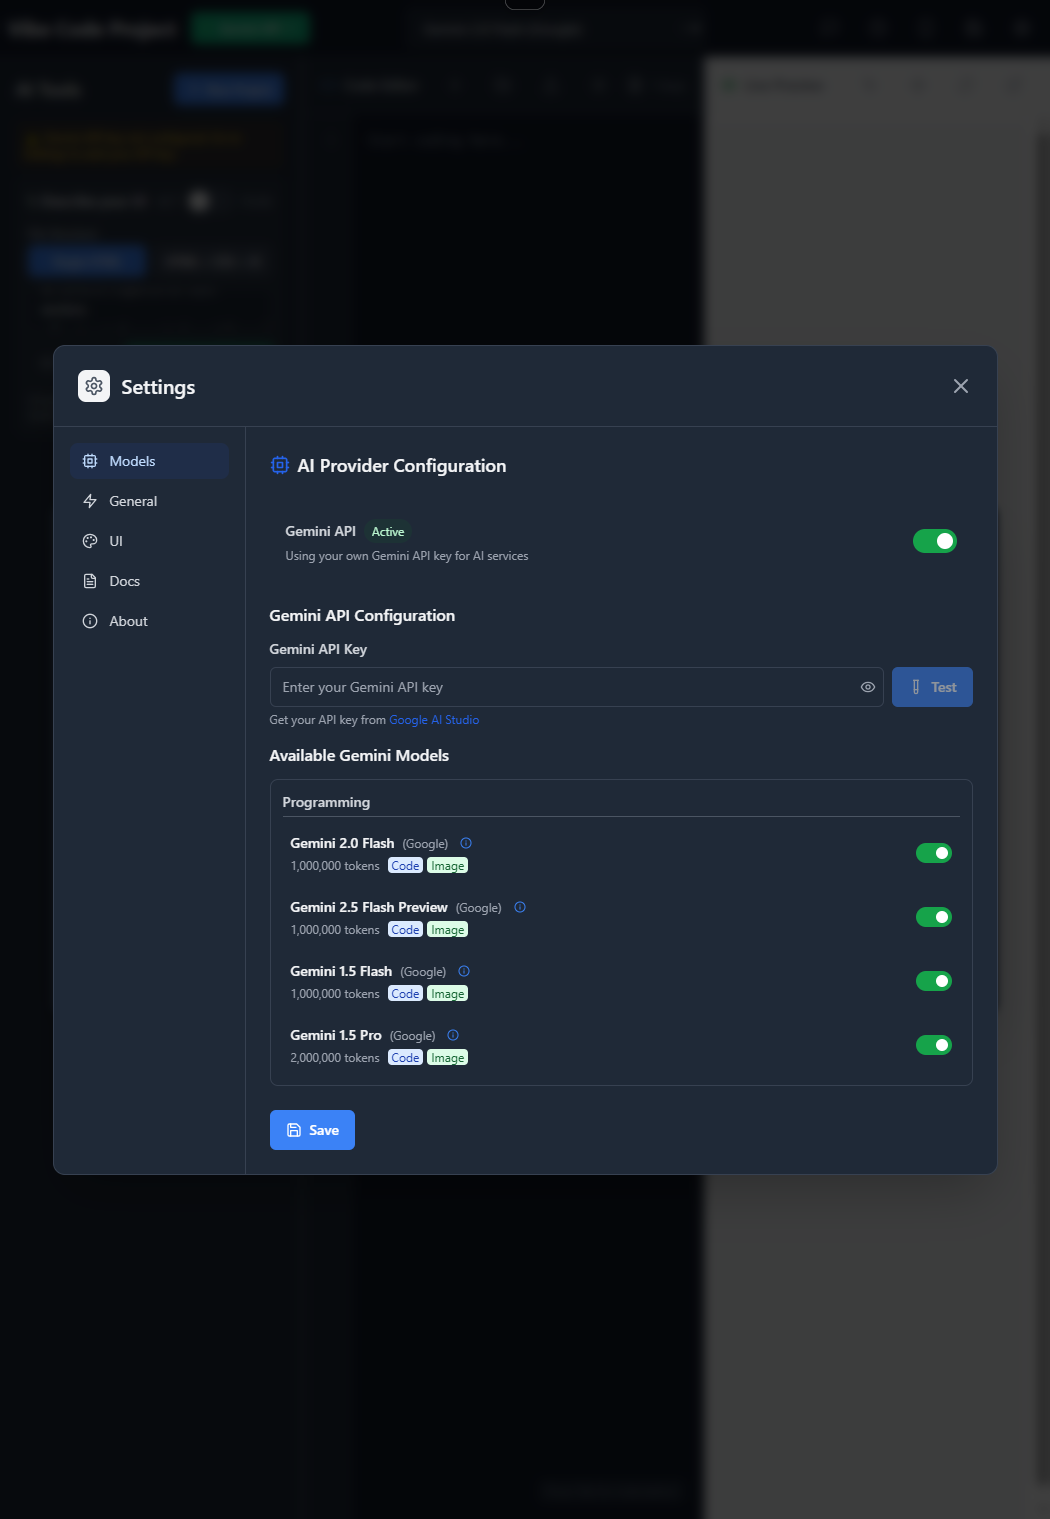 Settings
Models
General
UI
Docs
About
AI Provider Configuration
Gemini API Active
Using your own Gemini API key for AI services
Gemini API Configuration
Gemini API Key
Enter your Gemini API key
Test
Get your API key from Google AI Studio
Available Gemini Models
Programming
Gemini 2.0 Flash (Google)
1,000,000 tokens Code Image
Gemini 2.5 Flash Preview (Google)
1,000,000 tokens Code Image
Gemini 1.5 Flash (Google)
1,000,000 tokens Code Image
Gemini 1.5 Pro (Google)
2,000,000 tokens Code Image
Save